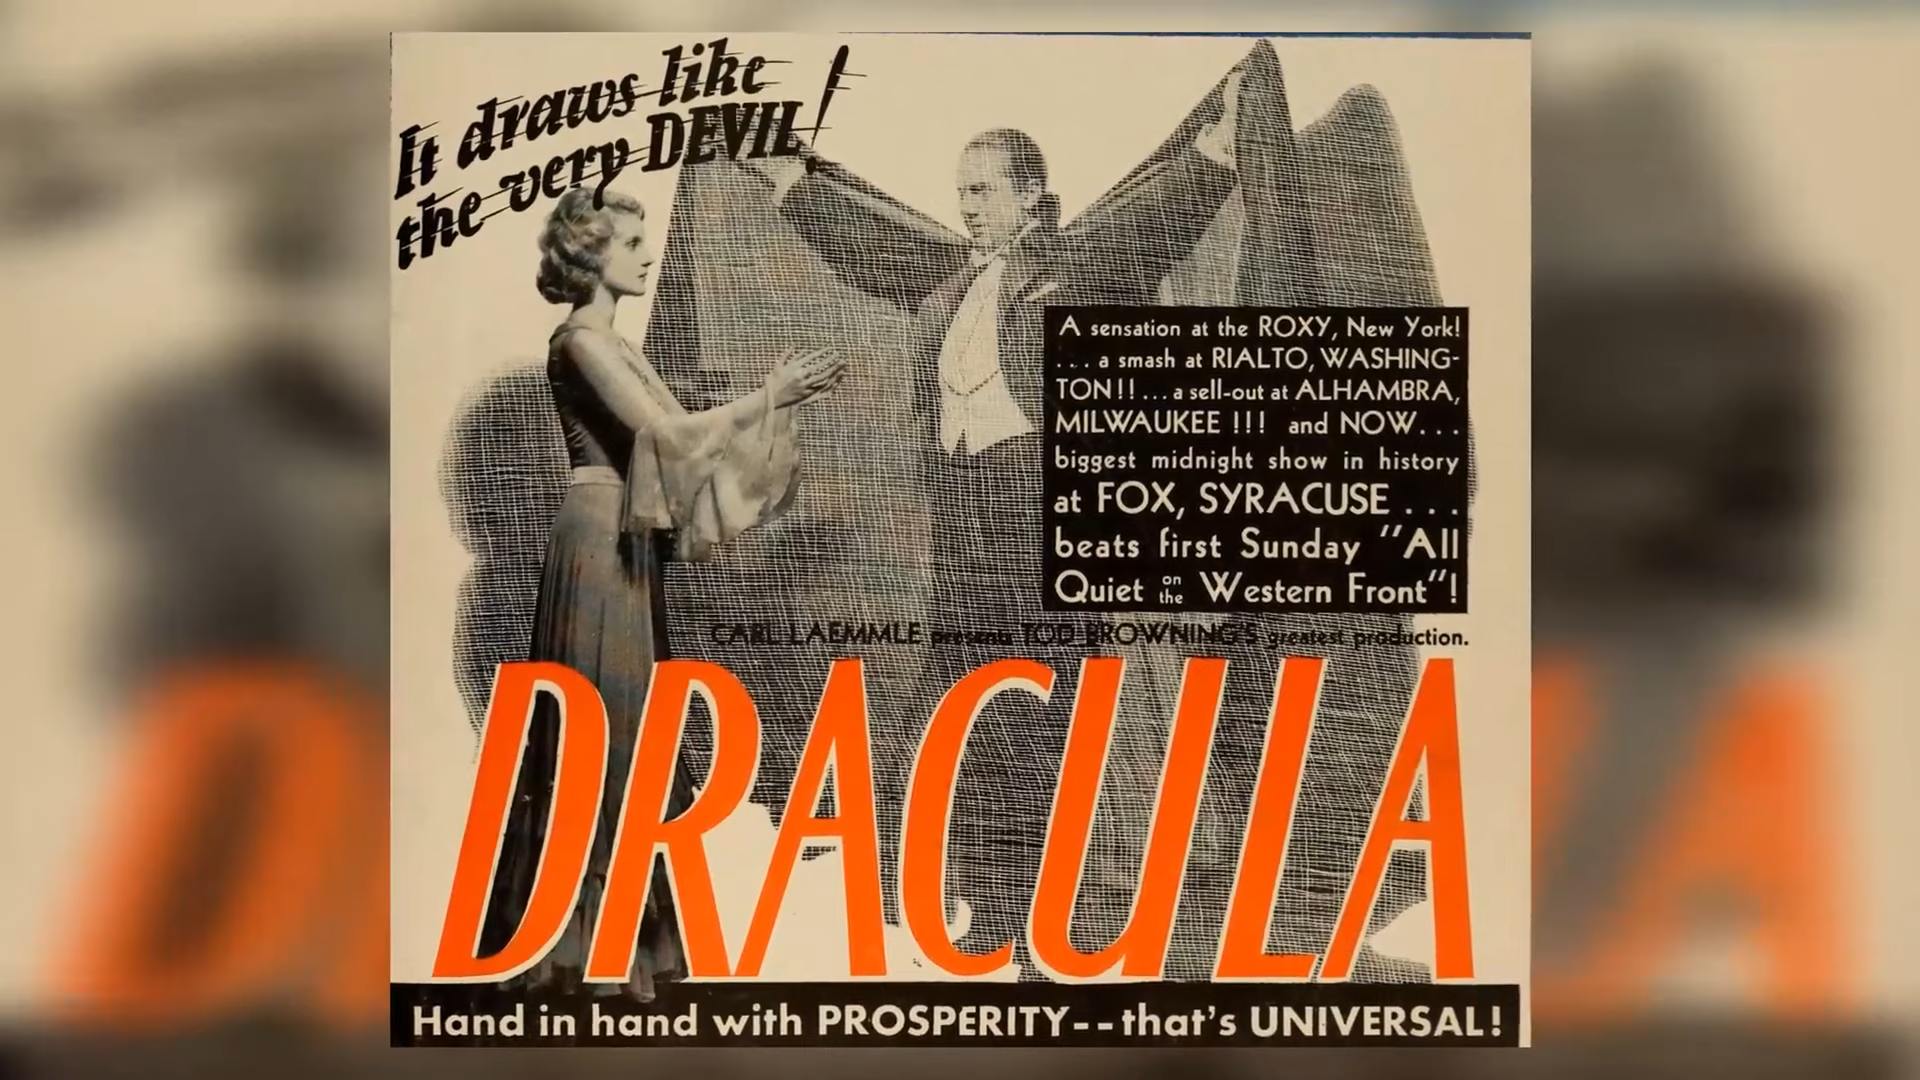 It draws like
the very DEVIL!
A sensation at the ROXY, New York!
... a smash at RIALTO, WASHING-
TON!! ... a sell-out at ALHAMBRA,
MILWAUKEE !!! and NOW...
biggest midnight show in history
at FOX, SYRACUSE ...
beats first Sunday "All
Quiet on the Western Front"!
CARL LAEMMLE presents TOD BROWNING'S greatest production.
DRACULA
Hand in hand with PROSPERITY--that's UNIVERSAL!